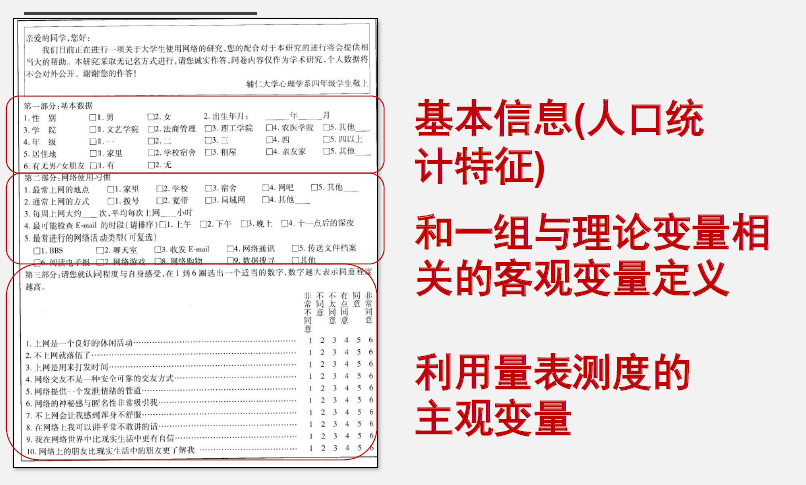 亲爱的同学,您好:
我们目前正在进行一项关于大学生使用网络的研究,您的配合对于本研究的进行将会提供相
当大的帮助。本研究采取无记名方式进行,请您诚实作答,问卷内容仅作为学术研究,个人数据将
不会对外公开。谢谢您的作答!
辅仁大学心理学系四年级学生敬上
第一部分:基本数据
1. 性 别 □1. 男 □2. 女 2. 出生年月: ____年____月
3. 学 院 □1. 文艺学院 □2. 法商管理 □3. 理工学院 □4. 农医学院 □5. 其他___
4. 年 级 □1. 一 □2. 二 □3. 三 □4. 四 □5. 四以上
5. 居住地 □1. 家里 □2. 学校宿舍 □3. 租屋 □4. 亲友家 □5. 其他___
6. 有无男/女朋友 □1. 有 □2. 无
第二部分:网络使用习惯
1. 最常上网的地点 □1. 家里 □2. 学校 □3. 宿舍 □4. 网吧 □5. 其他___
2. 通常上网的方式 □1. 拨号 □2. 宽带 □3. 局域网 □4. 其他___
3. 每周上网大约___次,平均每次上网___小时
4. 最可能检查 E-mail 的时段(请排序)□1. 上午 □2. 下午 □3. 晚上 □4. 十一点后的深夜
5. 最常进行的网络活动类型(可复选)
□1. BBS □2. 聊天室 □3. 收发 E-mail □4. 网络通讯 □5. 传送文件档案
□6. 阅读电子报 □7. 网络游戏 □8. 网络购物 □9. 数据搜寻 □其他
第三部分:请您就认同程度与自身感受,在 1 到 6 圈选出一个适当的数字,数字越大表示同意程度
越高。
非常不同意 不同意 不太同意 有点同意 同意 非常同意
1. 上网是一个良好的休闲活动 1 2 3 4 5 6
2. 不上网就落伍了 1 2 3 4 5 6
3. 上网是用来打发时间 1 2 3 4 5 6
4. 网络交友不是一种安全可靠的交友方式 1 2 3 4 5 6
5. 网络提供一个发泄情绪的管道 1 2 3 4 5 6
6. 网络的神秘感与匿名性非常吸引我 1 2 3 4 5 6
7. 不上网会让我感到浑身不舒服 1 2 3 4 5 6
8. 在网络上我可以讲平常不敢讲的话 1 2 3 4 5 6
9. 我在网络世界中比现实生活中更有自信 1 2 3 4 5 6
10. 网络上的朋友比现实生活中的朋友更了解我 1 2 3 4 5 6
基本信息(人口统
计特征)
和一组与理论变量相
关的客观变量定义
利用量表测度的
主观变量